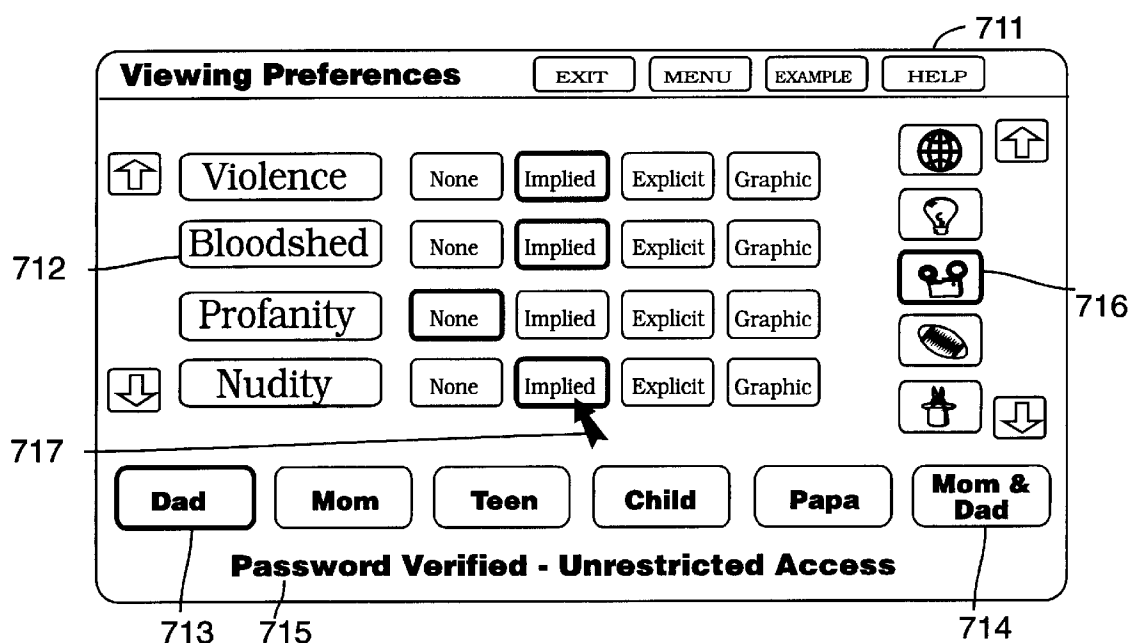 711
Viewing Preferences EXIT MENU EXAMPLE HELP
Violence None Implied Explicit Graphic
Bloodshed None Implied Explicit Graphic
712
716
Profanity None Implied Explicit Graphic
Nudity None Implied Explicit Graphic
717
Dad Mom Teen Child Papa Mom & Dad
Password Verified - Unrestricted Access
713 715 714